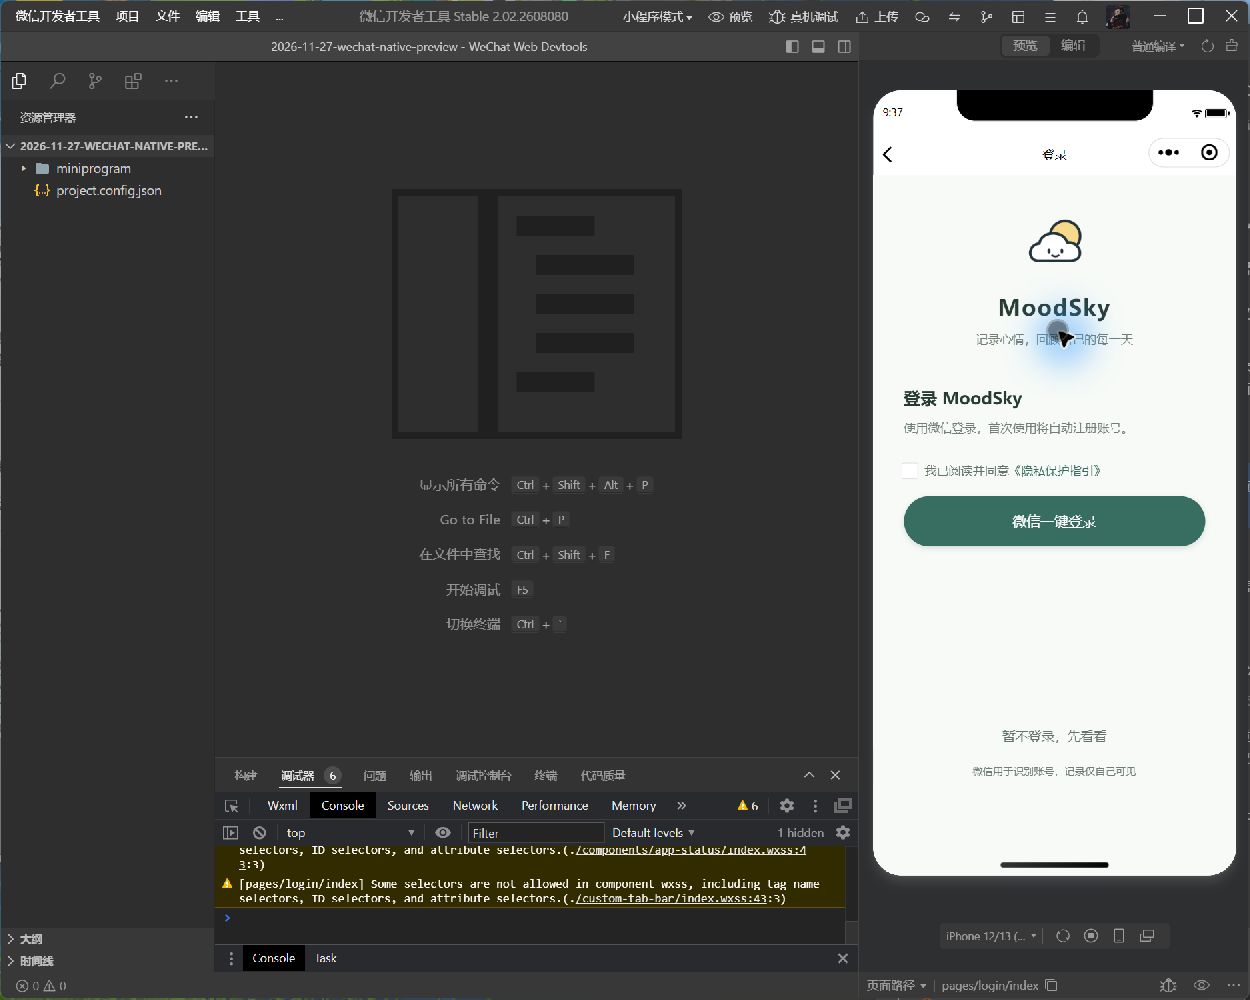 微信开发者工具 项目 文件 编辑 工具 ...
微信开发者工具 Stable 2.02.2608080
小程序模式 预览 真机调试 上传
2026-11-27-wechat-native-preview - WeChat Web Devtools
预览 编辑 普通编译
资源管理器
2026-11-27-WECHAT-NATIVE-PRE...
miniprogram
{..} project.config.json
显示所有命令 Ctrl + Shift + Alt + P
Go to File Ctrl + P
在文件中查找 Ctrl + Shift + F
开始调试 F5
切换终端 Ctrl + `
大纲
时间线
0 0
构建 调试器 6 问题 输出 调试控制台 终端 代码质量
Wxml Console Sources Network Performance Memory » 6
top Filter Default levels 1 hidden
selectors, ID selectors, and attribute selectors.(./components/app-status/index.wxss:4
3:3)
[pages/login/index] Some selectors are not allowed in component wxss, including tag name
selectors, ID selectors, and attribute selectors.(./custom-tab-bar/index.wxss:43:3)
>
Console Task
9:37
登录
MoodSky
记录心情，回顾 己的每一天
登录 MoodSky
使用微信登录，首次使用将自动注册账号。
我已阅读并同意《隐私保护指引》
微信一键登录
暂不登录，先看看
微信用于识别账号，记录仅自己可见
iPhone 12/13 (...
页面路径 pages/login/index